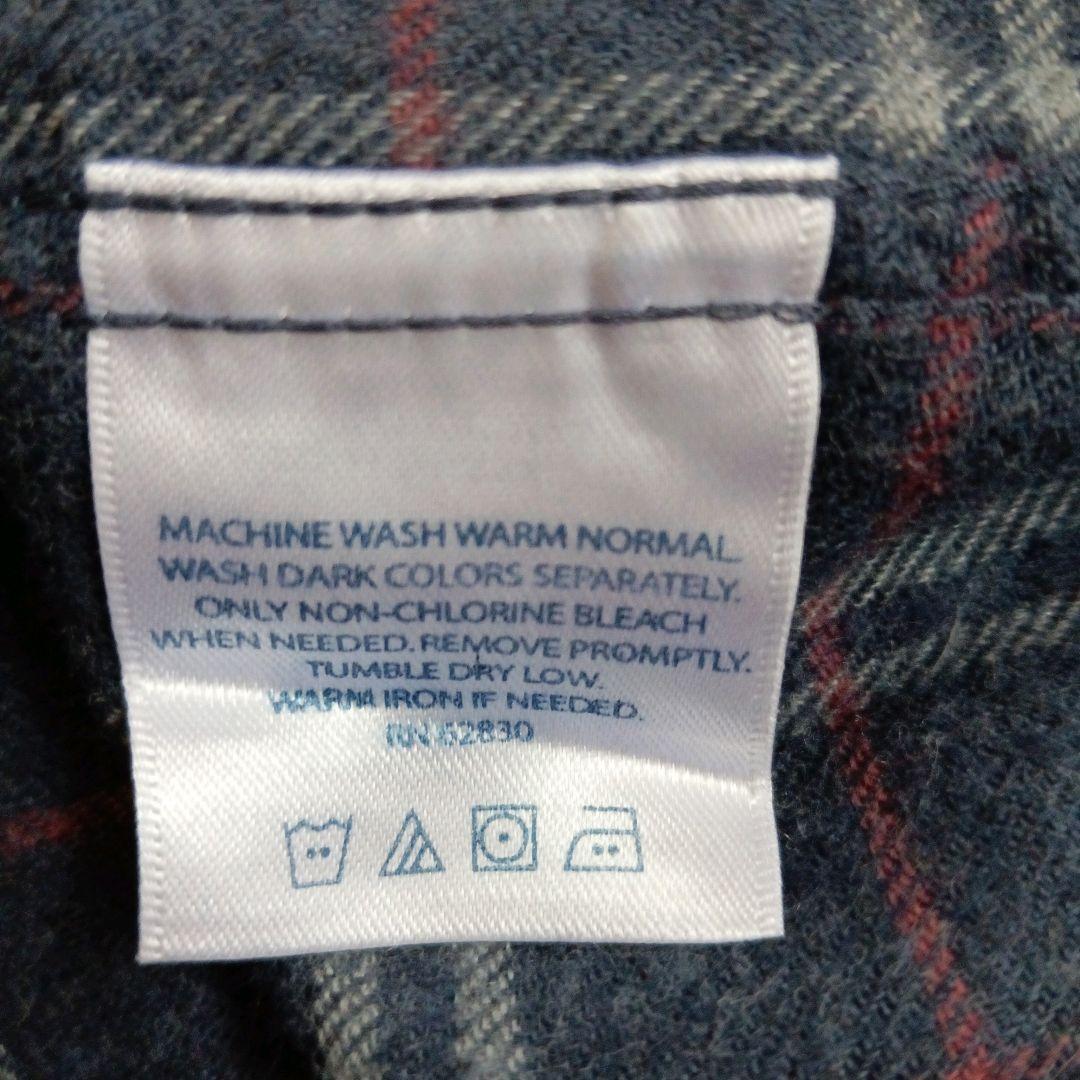 MACHINE WASH WARM NORMAL.
WASH DARK COLORS SEPARATELY.
ONLY NON-CHLORINE BLEACH
WHEN NEEDED. REMOVE PROMPTLY.
TUMBLE DRY LOW.
WARM IRON IF NEEDED.
RN 62830